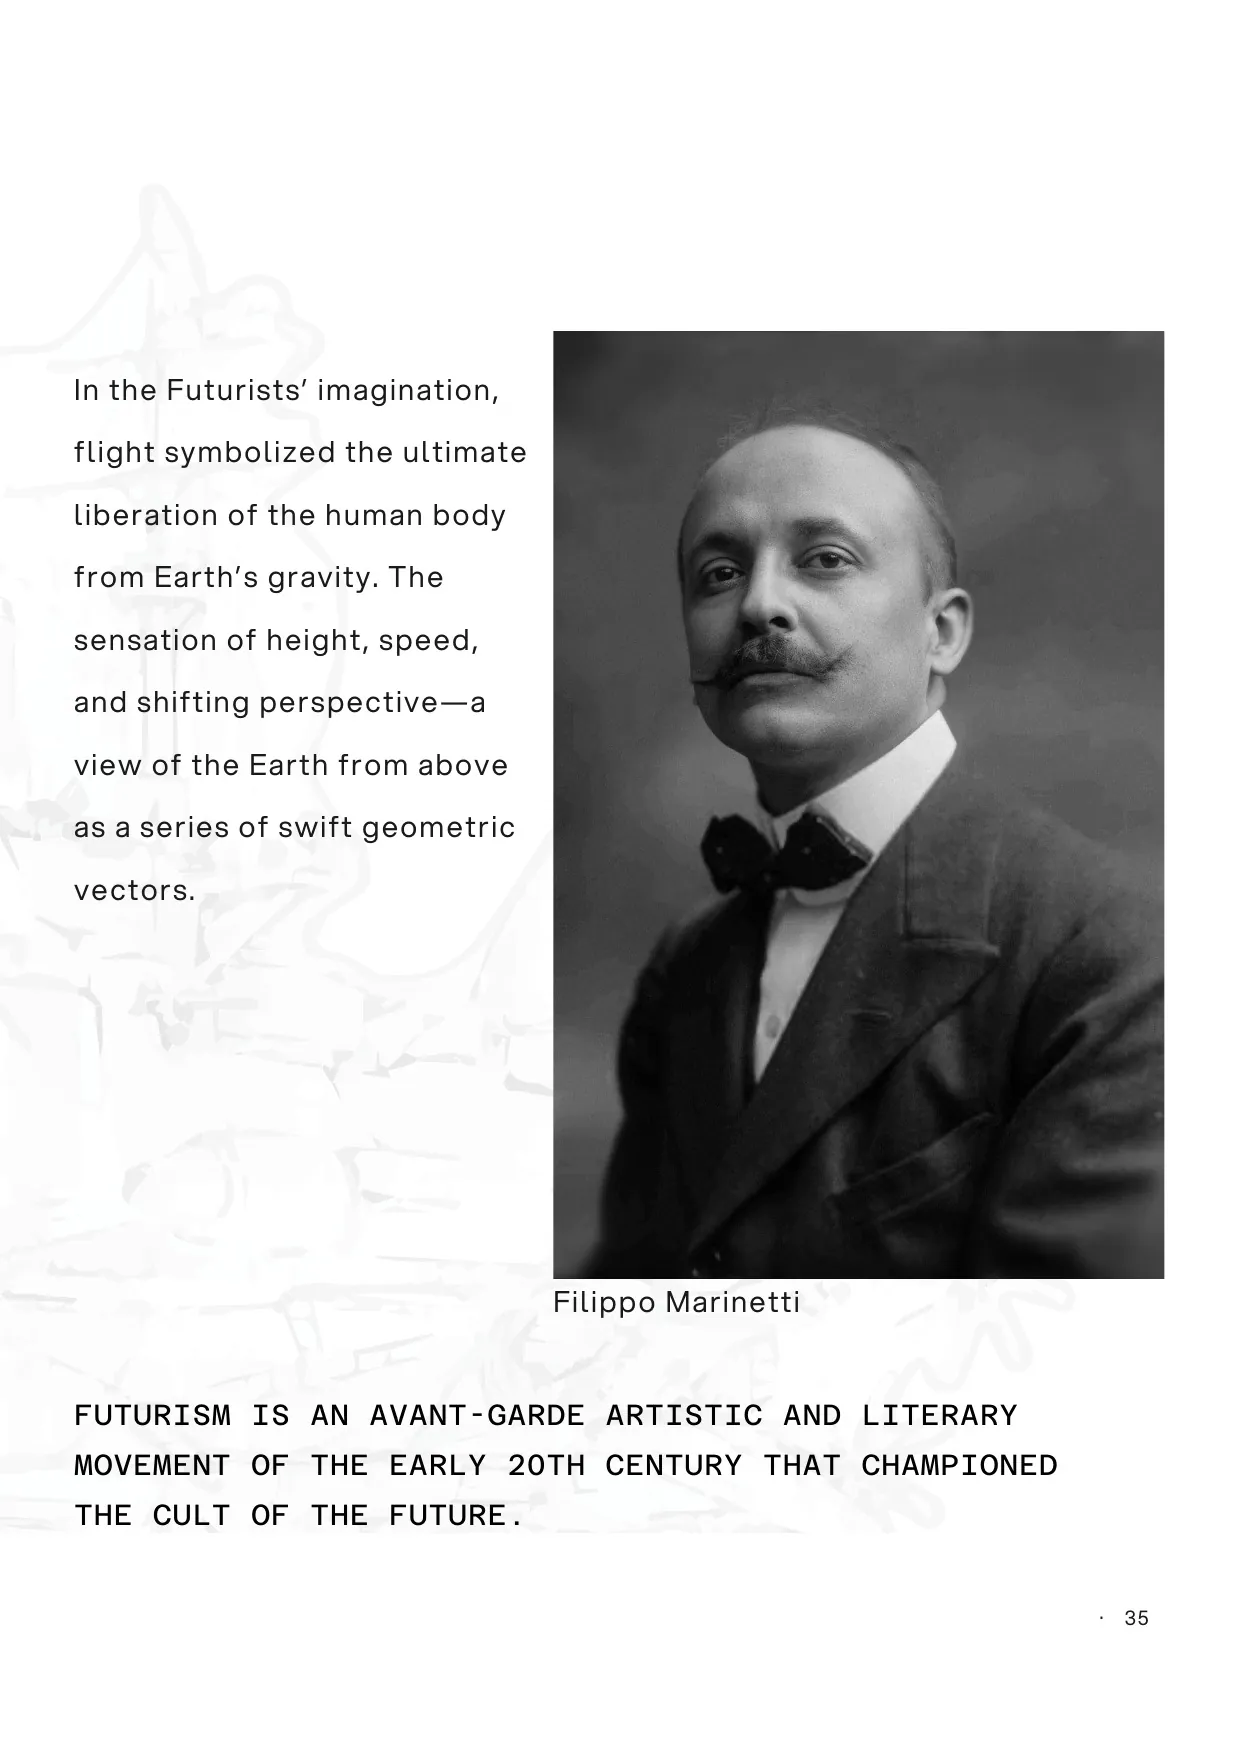 In the Futurists’ imagination,
flight symbolized the ultimate
liberation of the human body
from Earth’s gravity. The
sensation of height, speed,
and shifting perspective—a
view of the Earth from above
as a series of swift geometric
vectors.
Filippo Marinetti
FUTURISM IS AN AVANT-GARDE ARTISTIC AND LITERARY
MOVEMENT OF THE EARLY 20TH CENTURY THAT CHAMPIONED
THE CULT OF THE FUTURE.
· 35